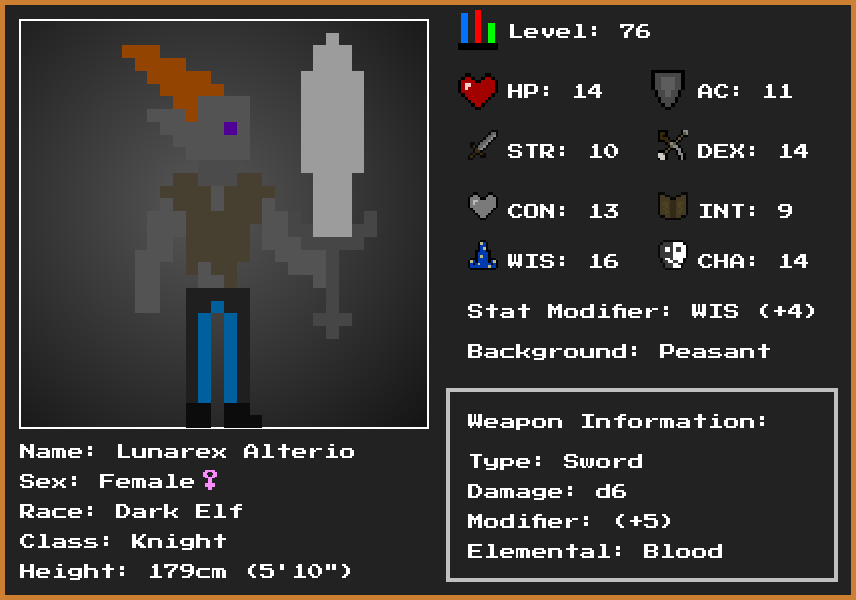 Level: 76
HP: 14
AC: 11
STR: 10
DEX: 14
CON: 13
INT: 9
WIS: 16
CHA: 14
Stat Modifier: WIS (+4)
Background: Peasant
Weapon Information:
Type: Sword
Damage: d6
Modifier: (+5)
Elemental: Blood
Name: Lunarex Alterio
Sex: Female♀
Race: Dark Elf
Class: Knight
Height: 179cm (5'10")